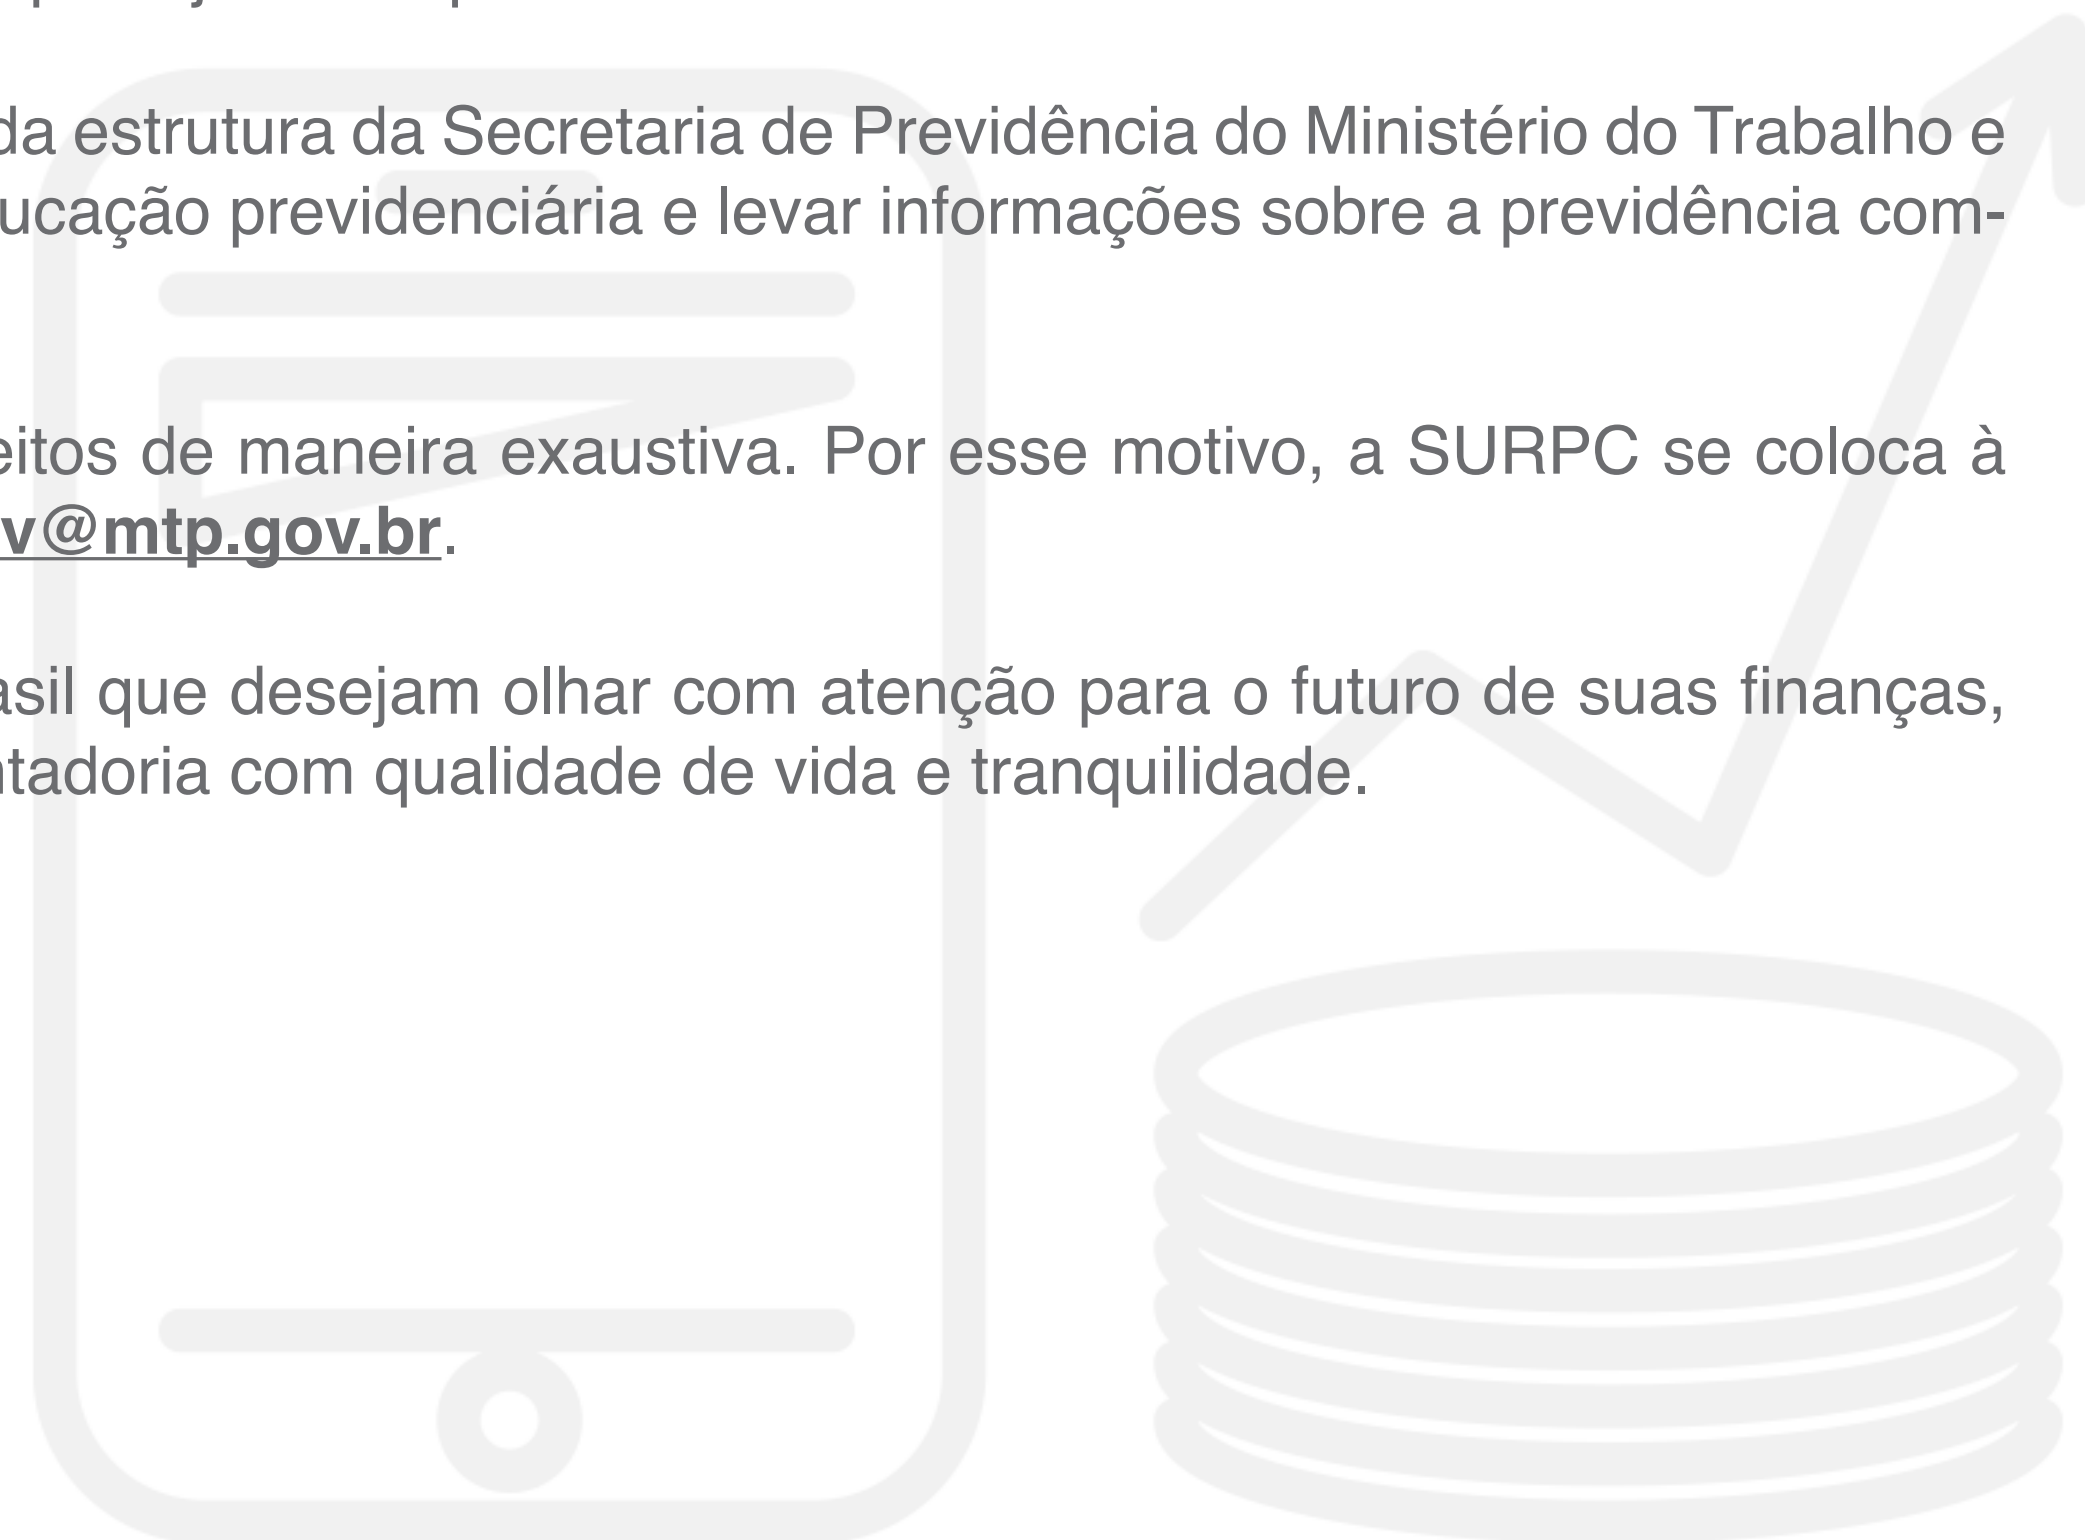 da estrutura da Secretaria de Previdência do Ministério do Trabalho e
ucação previdenciária e levar informações sobre a previdência com-
eitos de maneira exaustiva. Por esse motivo, a SURPC se coloca à
v@mtp.gov.br.
asil que desejam olhar com atenção para o futuro de suas finanças,
ntadoria com qualidade de vida e tranquilidade.